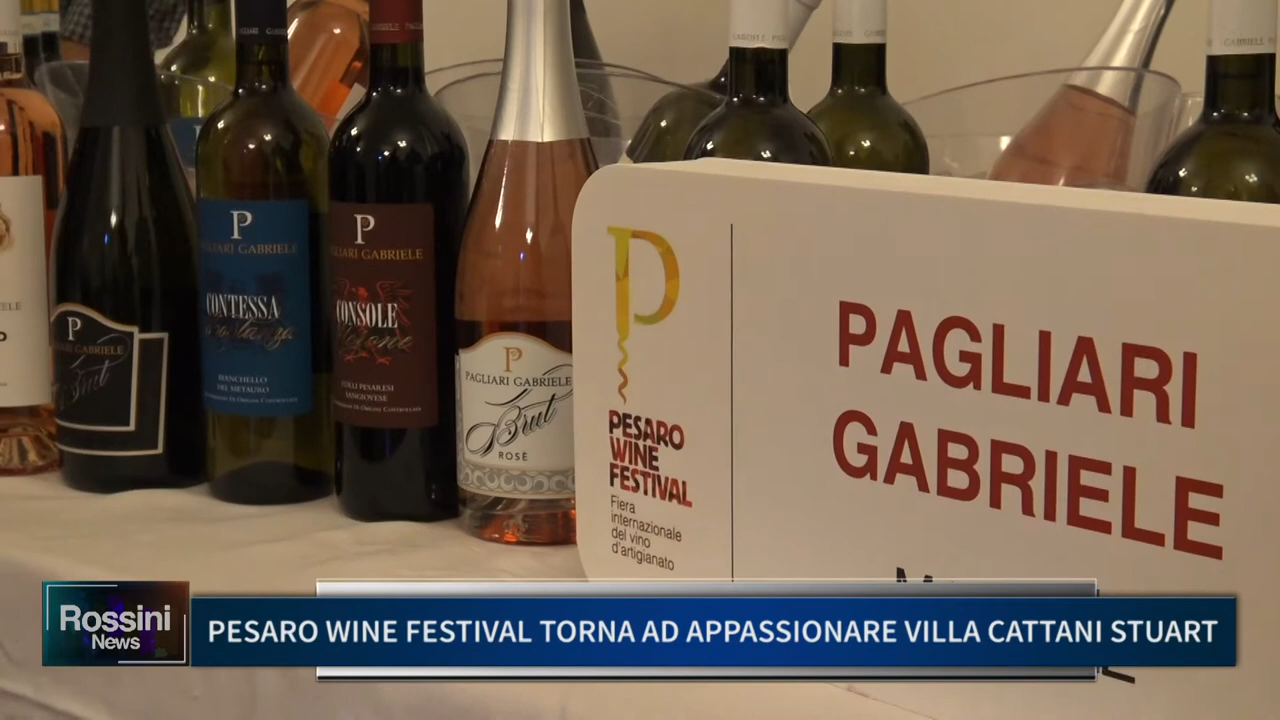 P
PAGLIARI GABRIELE
Brut
P
PAGLIARI GABRIELE
CONTESSA
BIANCHELLO
DEL METAURO
P
PAGLIARI GABRIELE
CONSOLE
COLLI PESARESI
SANGIOVESE
P
PAGLIARI GABRIELE
Brut
ROSÈ
P
PESARO
WINE
FESTIVAL
Fiera
internazionale
del vino
d'artigianato
PAGLIARI
GABRIELE
Rossini
News
PESARO WINE FESTIVAL TORNA AD APPASSIONARE VILLA CATTANI STUART